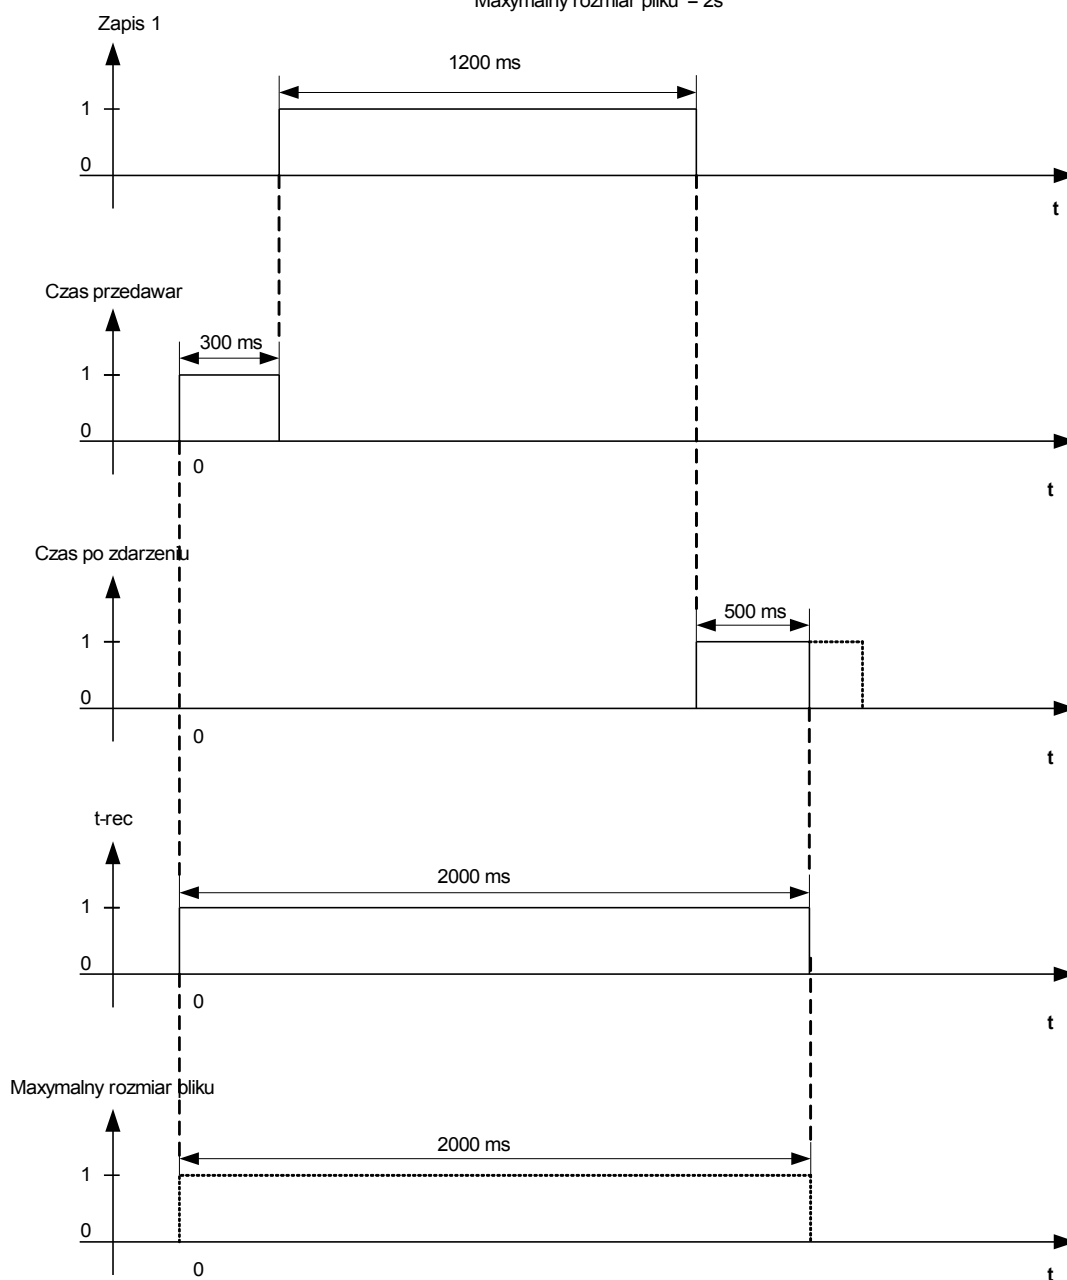 Maxymalny rozmiar pliku = 2s
Zapis 1
1200 ms
1
0
t
Czas przedawar
300 ms
1
0
0
t
Czas po zdarzeniu
500 ms
1
0
0
t
t-rec
2000 ms
1
0
0
t
Maxymalny rozmiar pliku
2000 ms
1
0
0
t